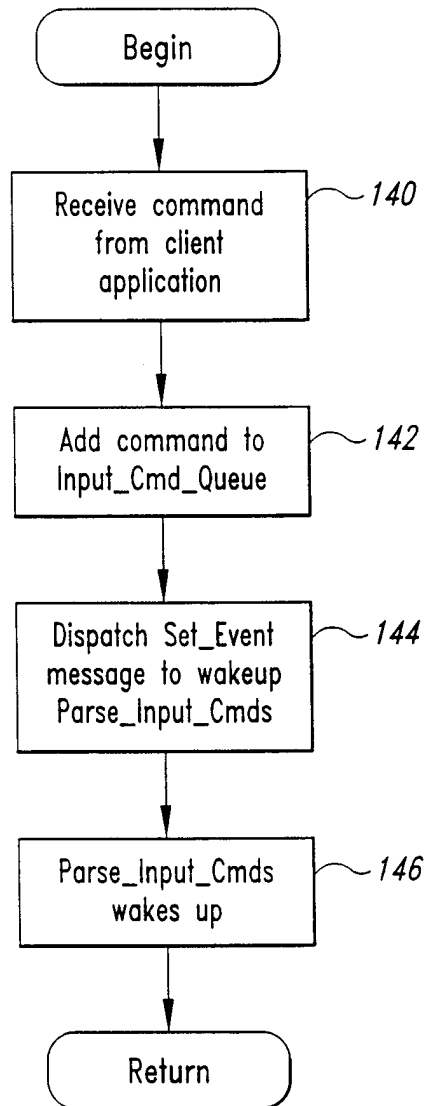 Begin
Receive command
from client
application
140
Add command to
Input_Cmd_Queue
142
Dispatch Set_Event
message to wakeup
Parse_Input_Cmds
144
Parse_Input_Cmds
wakes up
146
Return